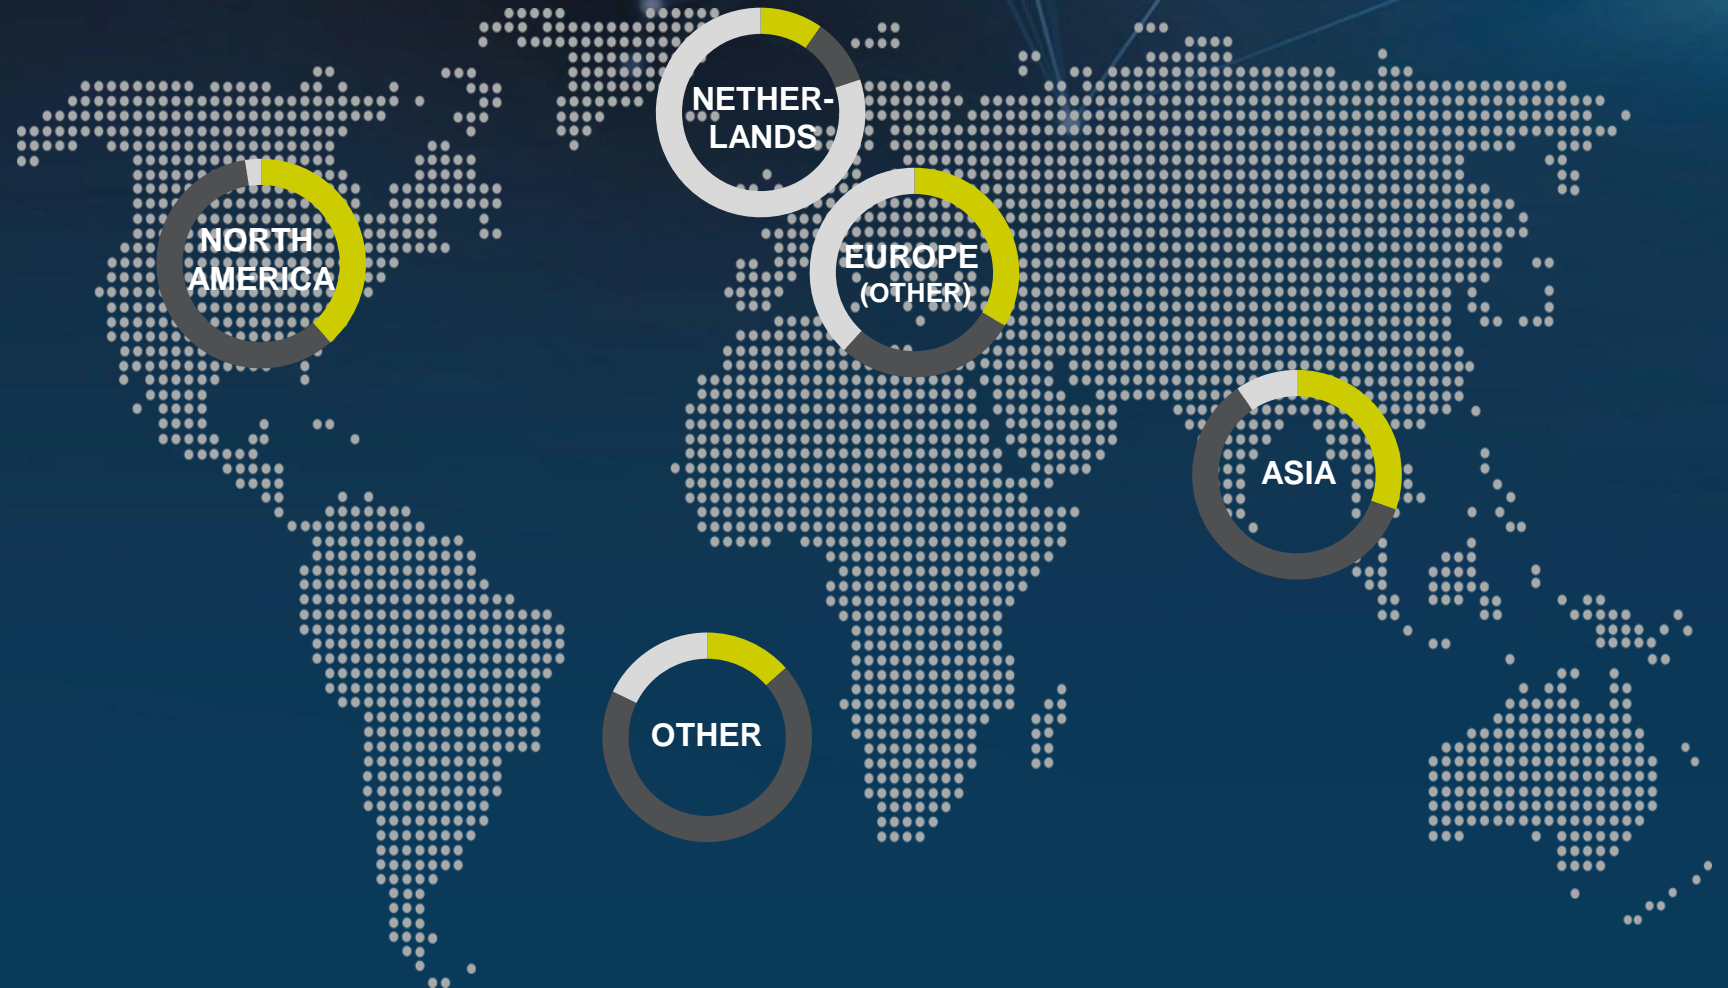 NETHER-
LANDS
NORTH
AMERICA
EUROPE
(OTHER)
ASIA
OTHER